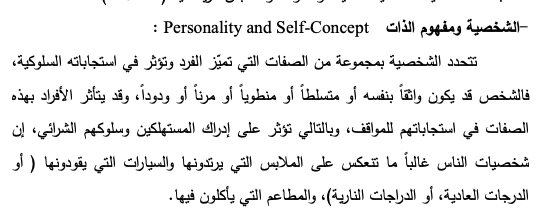 -الشخصية ومفهوم الذات Personality and Self-Concept :
تتحدد الشخصية بمجموعة من الصفات التي تميّز الفرد وتؤثر في استجاباته السلوكية،
فالشخص قد يكون واثقاً بنفسه أو متسلطاً أو منطوياً أو مرناً أو ودوداً، وقد يتأثر الأفراد بهذه
الصفات في استجاباتهم للمواقف، وبالتالي تؤثر على إدراك المستهلكين وسلوكهم الشرائي، إن
شخصيات الناس غالباً ما تنعكس على الملابس التي يرتدونها والسيارات التي يقودونها ( أو
الدرجات العادية، أو الدراجات النارية)، والمطاعم التي يأكلون فيها.